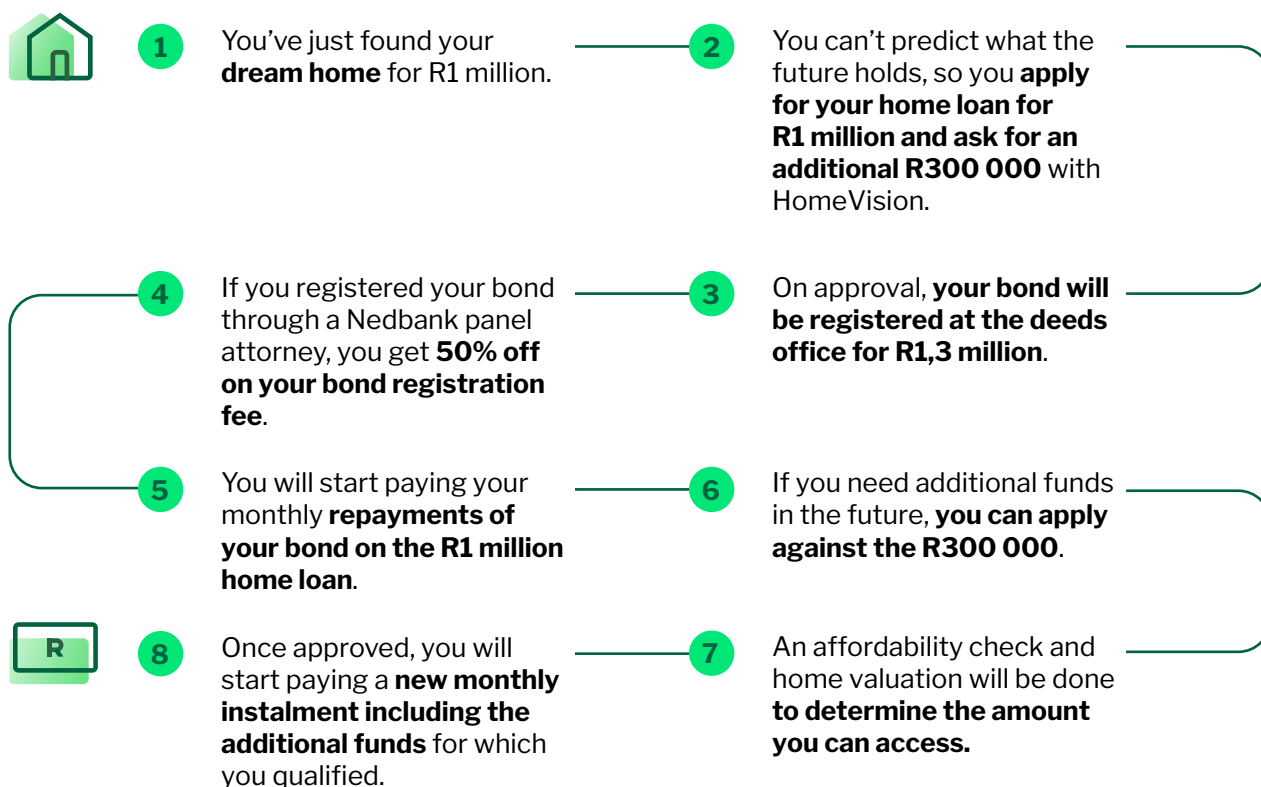 1
You’ve just found your
dream home for R1 million.
2
You can’t predict what the
future holds, so you apply
for your home loan for
R1 million and ask for an
additional R300 000 with
HomeVision.
3
On approval, your bond will
be registered at the deeds
office for R1,3 million.
4
If you registered your bond
through a Nedbank panel
attorney, you get 50% off
on your bond registration
fee.
5
You will start paying your
monthly repayments of
your bond on the R1 million
home loan.
6
If you need additional funds
in the future, you can apply
against the R300 000.
7
An affordability check and
home valuation will be done
to determine the amount
you can access.
R
8
Once approved, you will
start paying a new monthly
instalment including the
additional funds for which
you qualified.